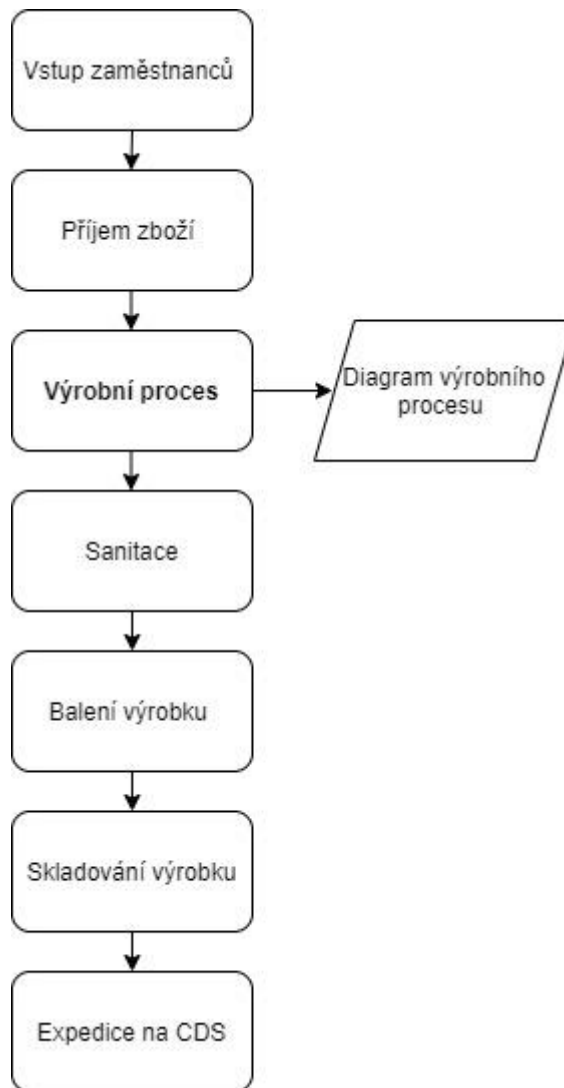 Vstup zaměstnanců
Příjem zboží
Výrobní proces
Diagram výrobního
procesu
Sanitace
Balení výrobku
Skladování výrobku
Expedice na CDS